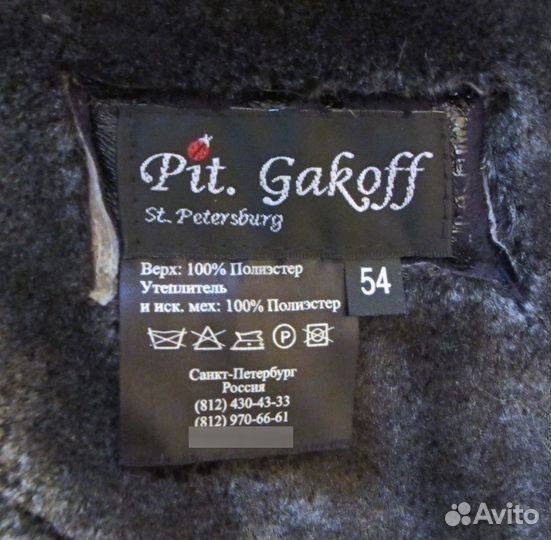 Pit. Gakoff
St. Petersburg
Верх: 100% Полиэстер
Утеплитель
и иск. мех: 100% Полиэстер
54
P
Санкт-Петербург
Россия
(812) 430-43-33
(812) 970-66-61
Avito